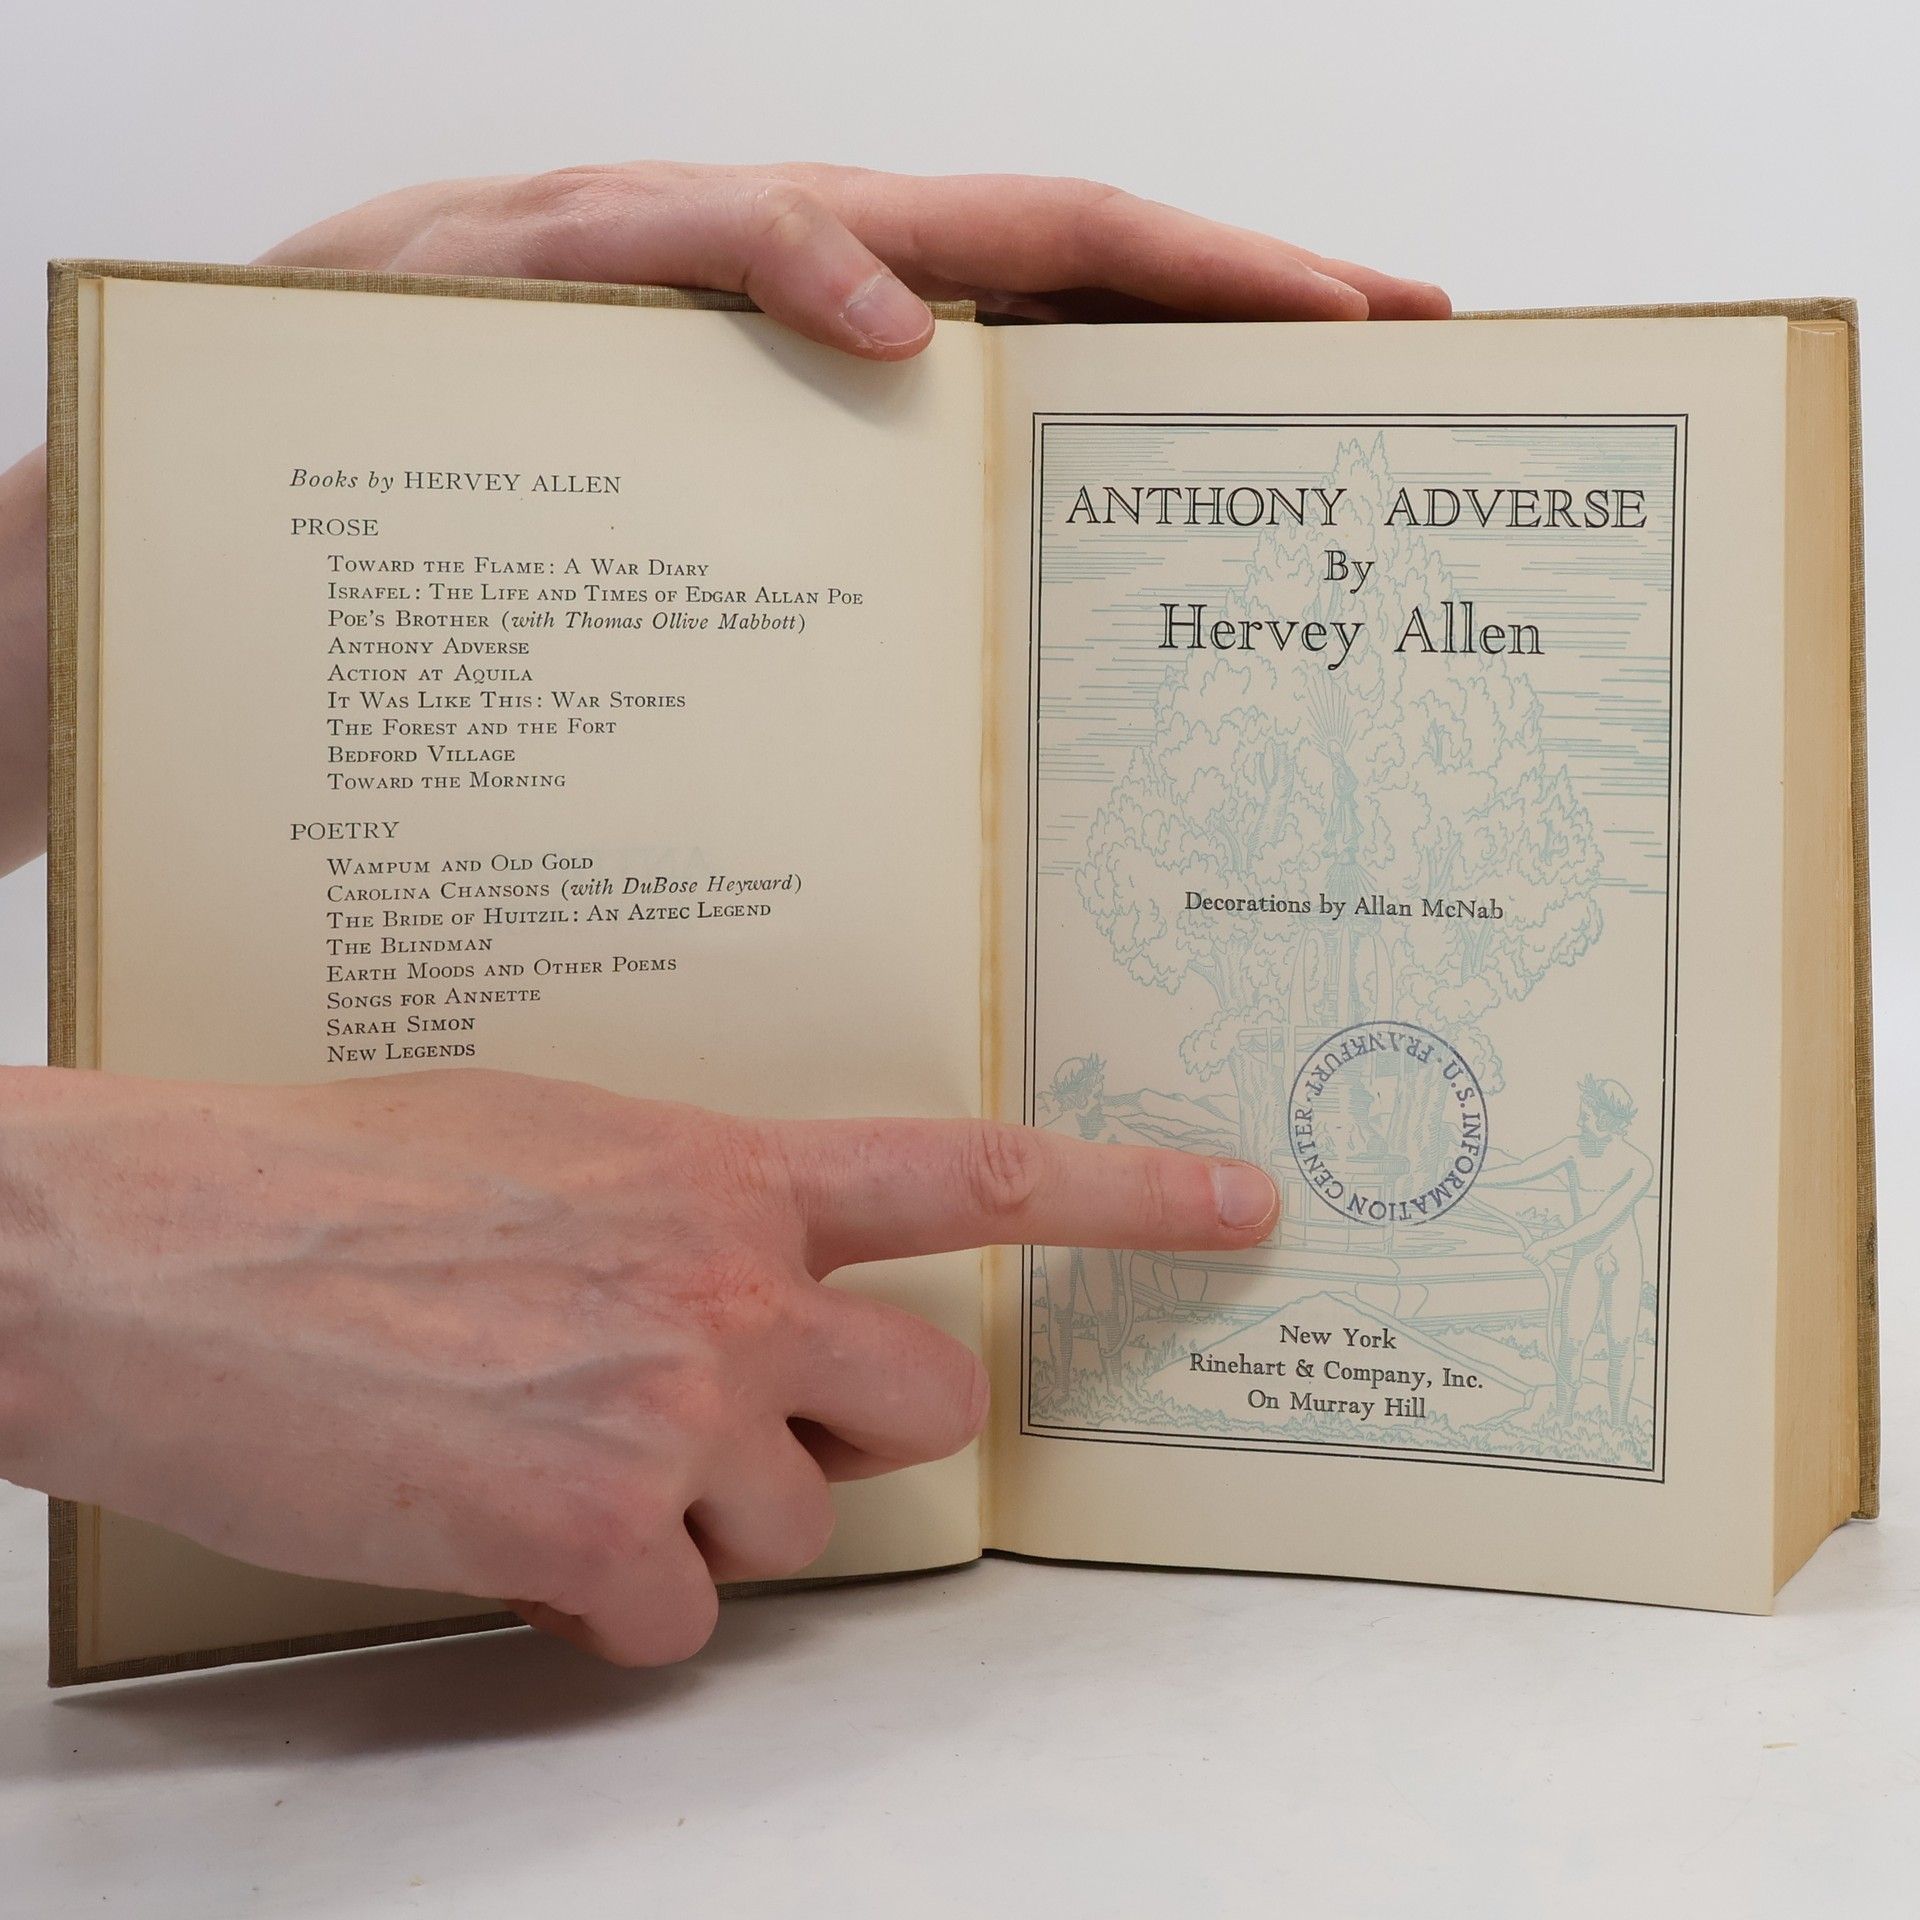 Books by HERVEY ALLEN
PROSE
TOWARD THE FLAME: A WAR DIARY
ISRAFEL: THE LIFE AND TIMES OF EDGAR ALLAN POE
POE'S BROTHER (with Thomas Ollive Mabbott)
ANTHONY ADVERSE
ACTION AT AQUILA
IT WAS LIKE THIS: WAR STORIES
THE FOREST AND THE FORT
BEDFORD VILLAGE
TOWARD THE MORNING
POETRY
WAMPUM AND OLD GOLD
CAROLINA CHANSONS (with DuBose Heyward)
THE BRIDE OF HUITZIL: AN AZTEC LEGEND
THE BLINDMAN
EARTH MOODS AND OTHER POEMS
SONGS FOR ANNETTE
SARAH SIMON
NEW LEGENDS
ANTHONY ADVERSE
By
Hervey Allen
Decorations by Allan McNab
U.S. INFORMATION CENTER · FRANKFURT ·
New York
Rinehart & Company, Inc.
On Murray Hill